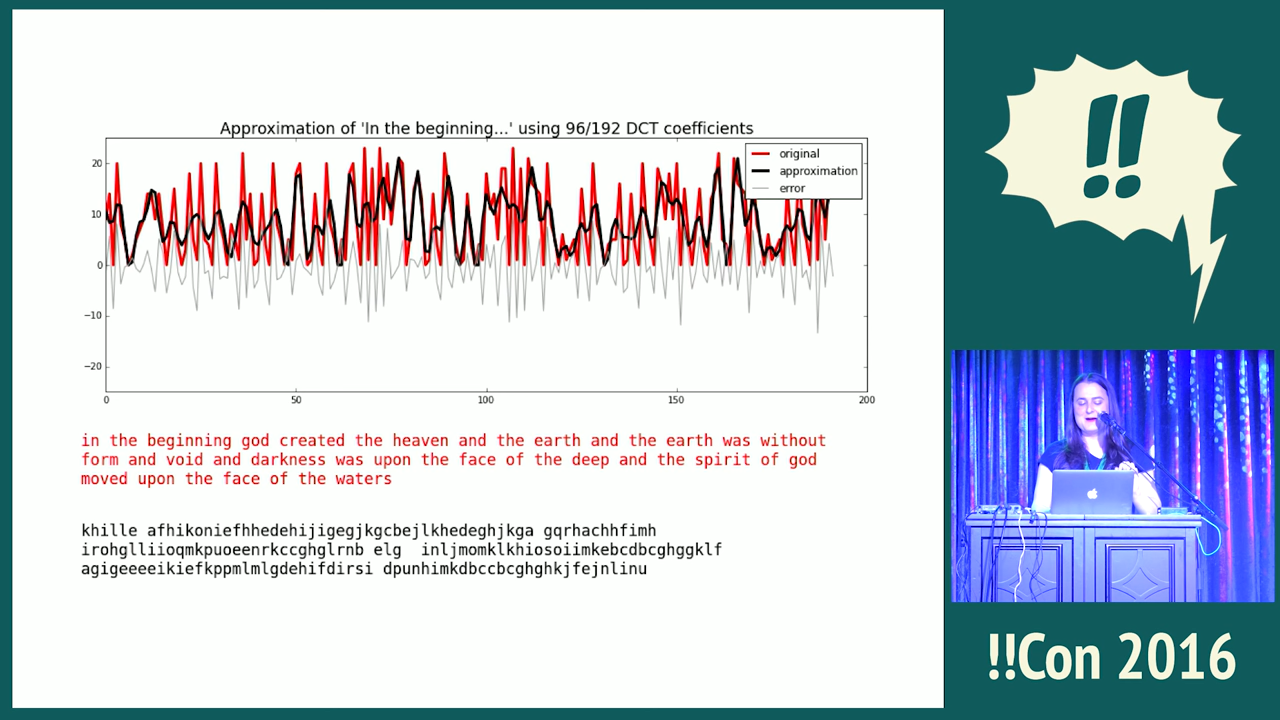 Approximation of 'In the beginning...' using 96/192 DCT coefficients
original
approximation
error
20
10
0
−10
−20
0 50 100 150 200
in the beginning god created the heaven and the earth and the earth was without
form and void and darkness was upon the face of the deep and the spirit of god
moved upon the face of the waters
khille afhikoniefhhedehijigegjkgcbejlkhedeghjkga gqrhachhfimh
irohglliioqmkpuoeenrkccghglrnb elg  inljmomklkhiosoiimkebcdbcghggklf
agigeeeeikiefkppmlmlgdehifdirsi dpunhimkdbccbcghghkjfejnlinu
!!
!!Con 2016